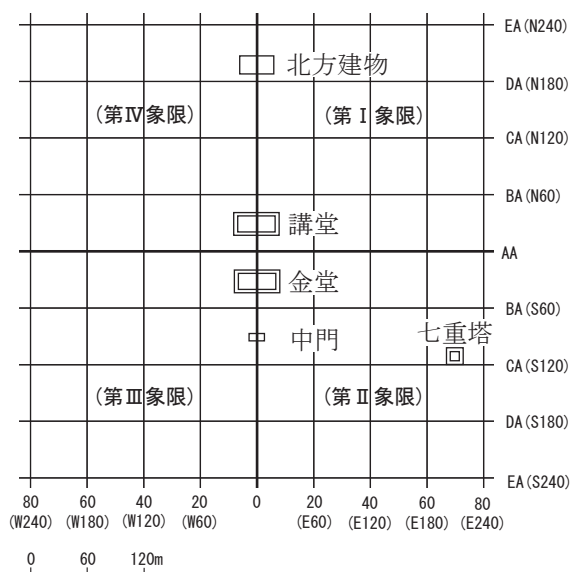 EA(N240)
北方建物
DA(N180)
(第Ⅳ象限)
(第Ⅰ象限)
CA(N120)
BA(N60)
講堂
AA
金堂
BA(S60)
中門
七重塔
CA(S120)
(第Ⅲ象限)
(第Ⅱ象限)
DA(S180)
EA(S240)
80 60 40 20 0 20 40 60 80
(W240) (W180) (W120) (W60) (E60) (E120) (E180) (E240)
0 60 120m